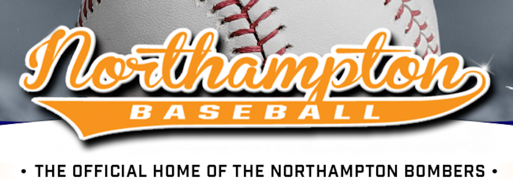 Northampton
BASEBALL
• THE OFFICIAL HOME OF THE NORTHAMPTON BOMBERS •